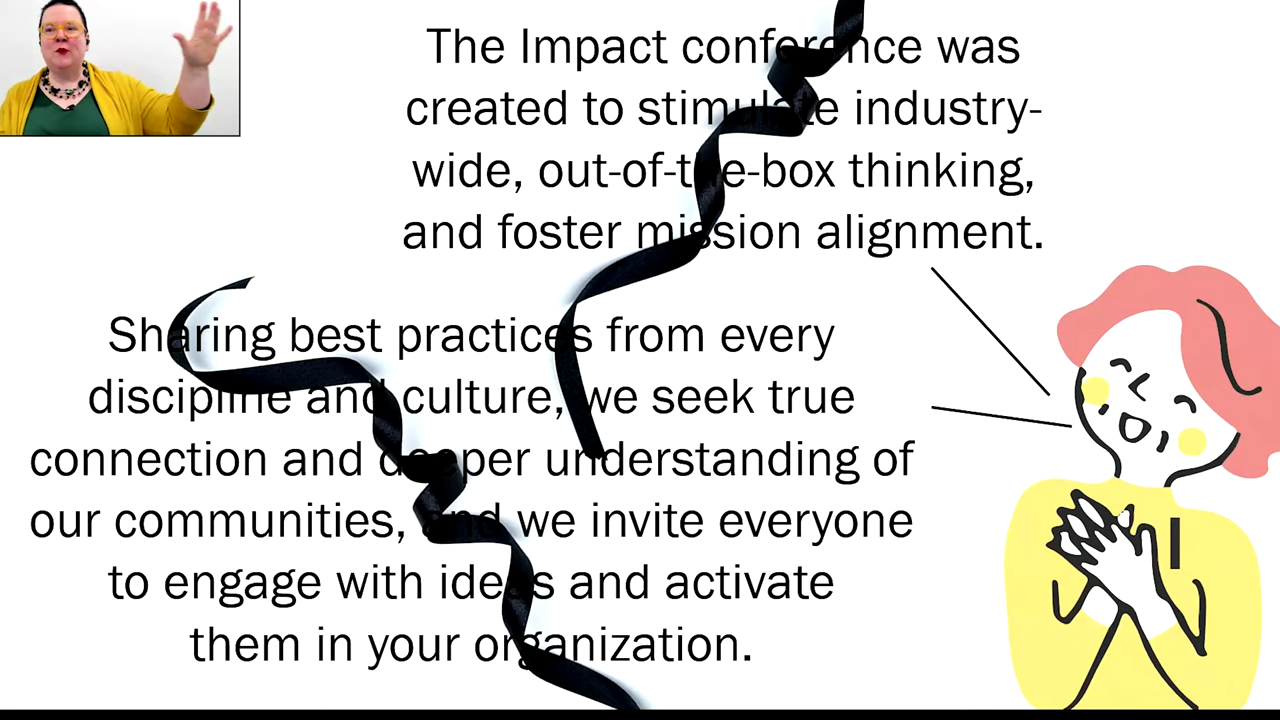 The Impact conference was
created to stimulate industry-
wide, out-of-the-box thinking,
and foster mission alignment.
Sharing best practices from every
discipline and culture, we seek true
connection and deeper understanding of
our communities, and we invite everyone
to engage with ideas and activate
them in your organization.